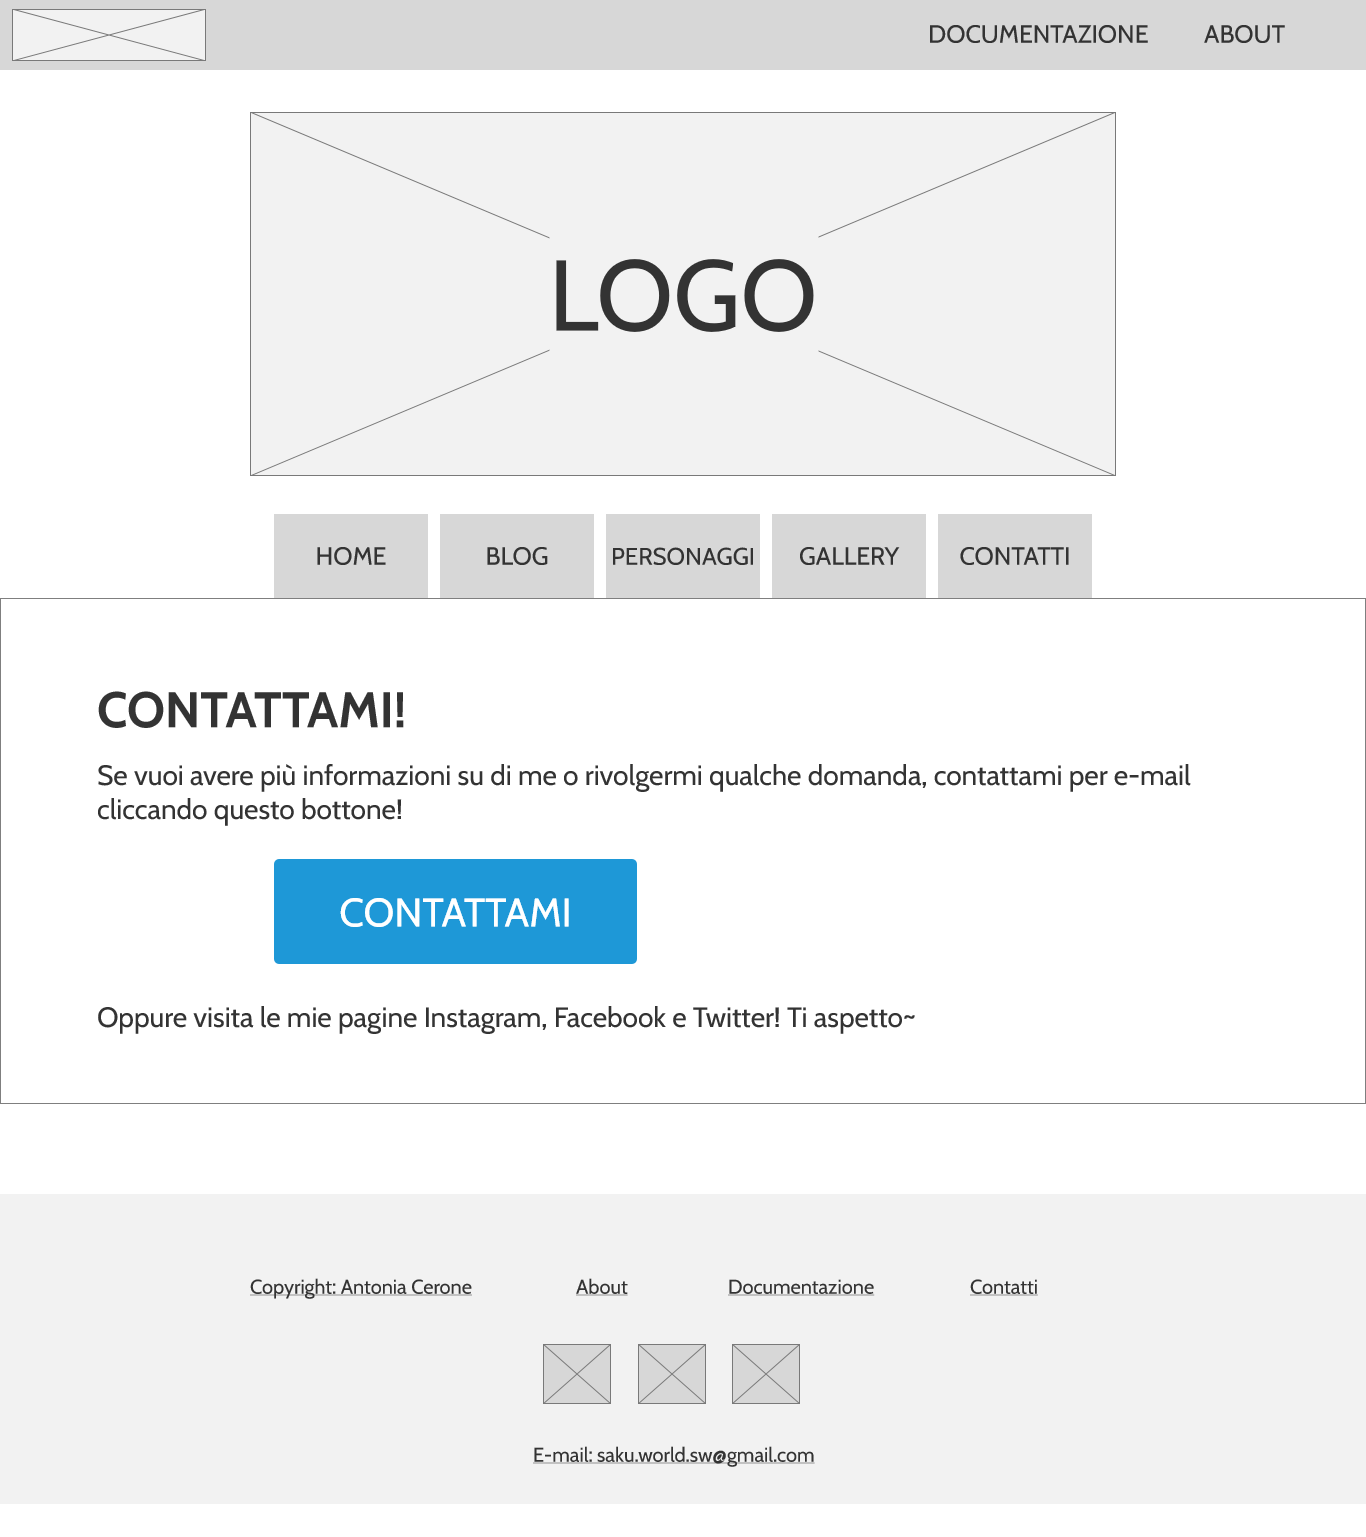 DOCUMENTAZIONE ABOUT
LOGO
HOME BLOG PERSONAGGI GALLERY CONTATTI
CONTATTAMI!
Se vuoi avere più informazioni su di me o rivolgermi qualche domanda, contattami per e-mail
cliccando questo bottone!
CONTATTAMI
Oppure visita le mie pagine Instagram, Facebook e Twitter! Ti aspetto~
Copyright: Antonia Cerone About Documentazione Contatti
E-mail: saku.world.sw@gmail.com